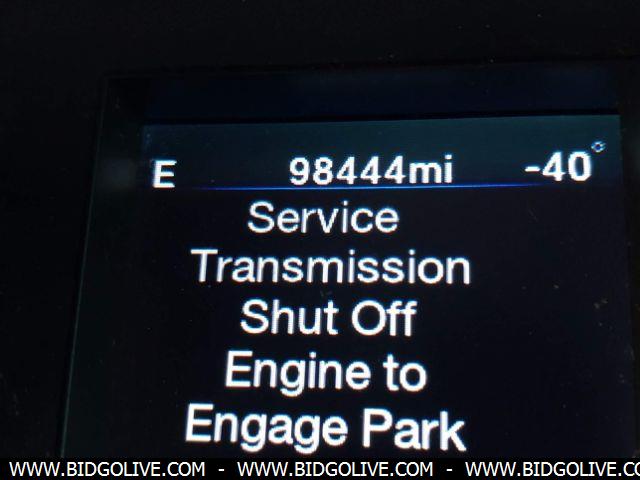 E 98444mi -40°
Service
Transmission
Shut Off
Engine to
Engage Park
WWW.BIDGOLIVE.COM - WWW.BIDGOLIVE.COM - WWW.BIDGOLIVE.CO